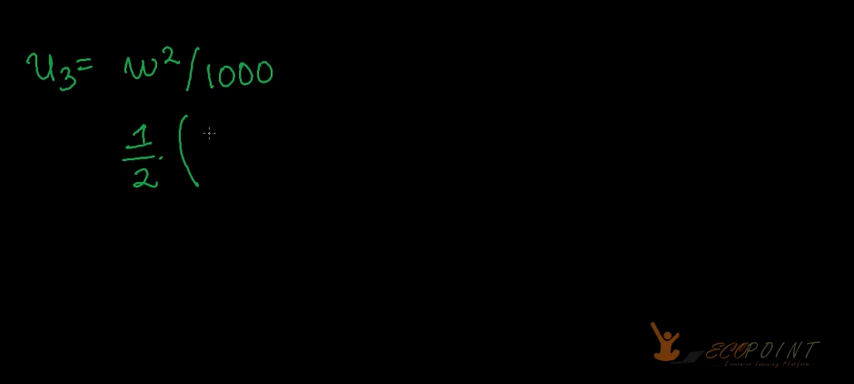 u₃ = w²/1000
1/2 . (
ECOPOINT